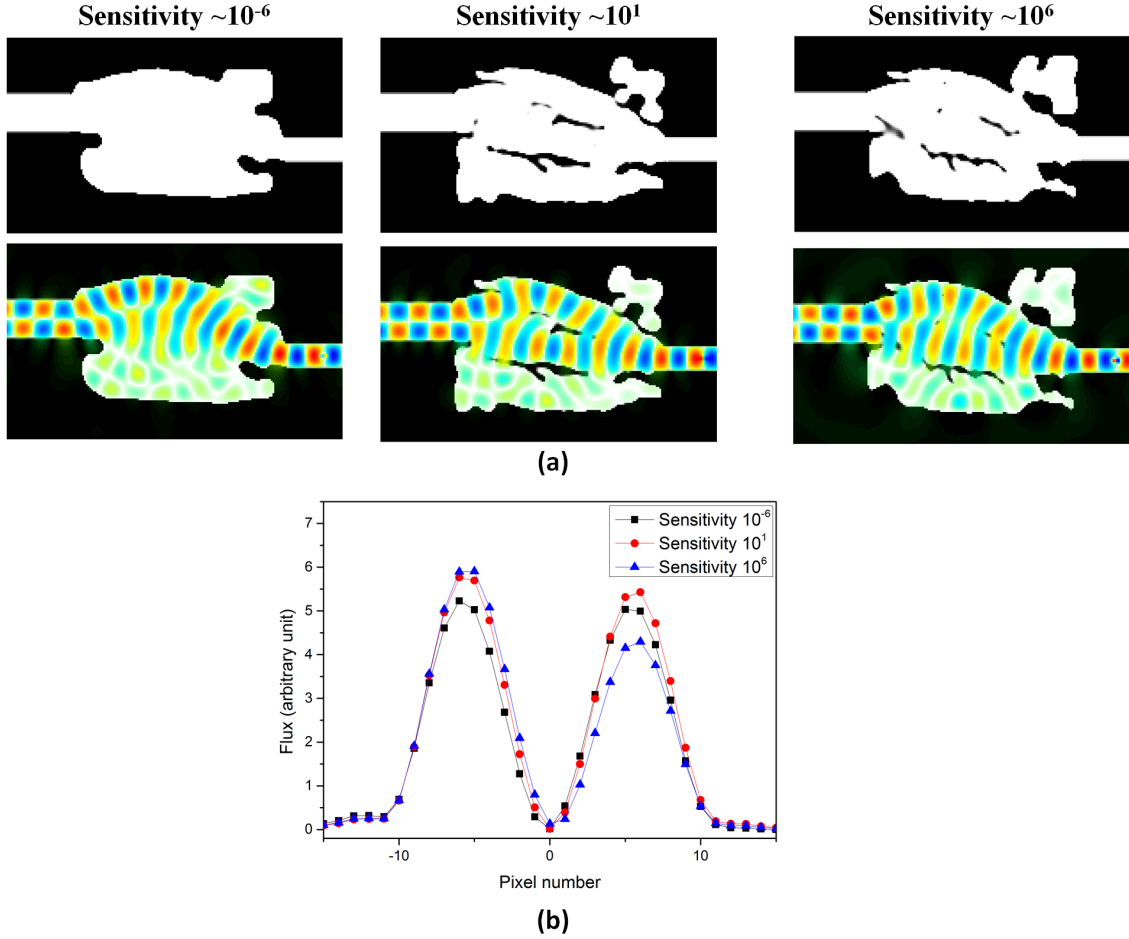 Sensitivity ~10⁻⁶ Sensitivity ~10¹ Sensitivity ~10⁶
(a)
Sensitivity 10⁻⁶
Sensitivity 10¹
Sensitivity 10⁶
7
6
5
4
3
2
1
0
Flux (arbitrary unit)
-10 0 10
Pixel number
(b)